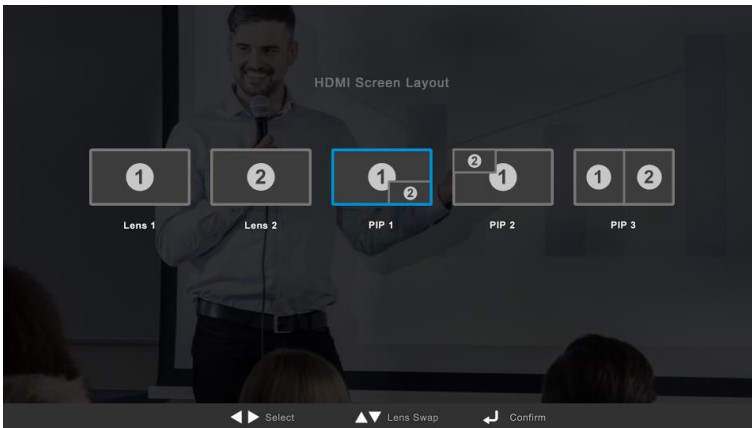 HDMI Screen Layout
1 2 1 2 2 1 1 2
Lens 1 Lens 2 PIP 1 PIP 2 PIP 3
Select Lens Swap Confirm